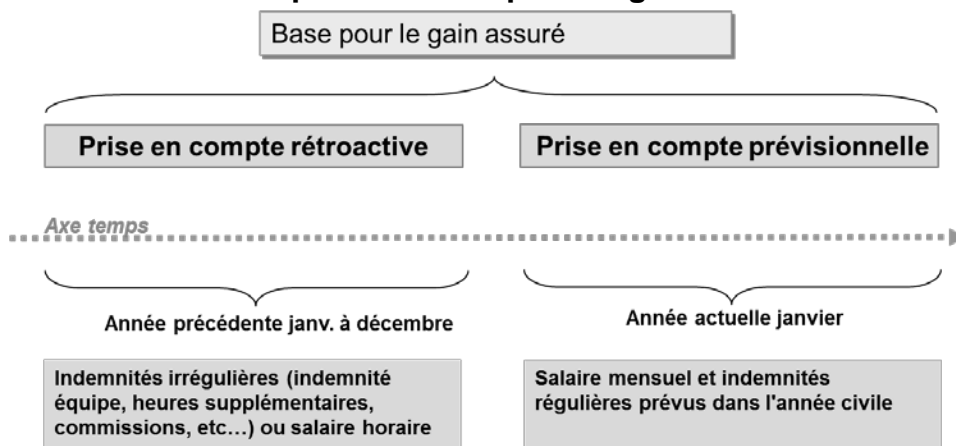 Base pour le gain assuré
Prise en compte rétroactive
Prise en compte prévisionnelle
Axe temps
Année précédente janv. à décembre
Année actuelle janvier
Indemnités irrégulières (indemnité
équipe, heures supplémentaires,
commissions, etc…) ou salaire horaire
Salaire mensuel et indemnités
régulières prévus dans l'année civile